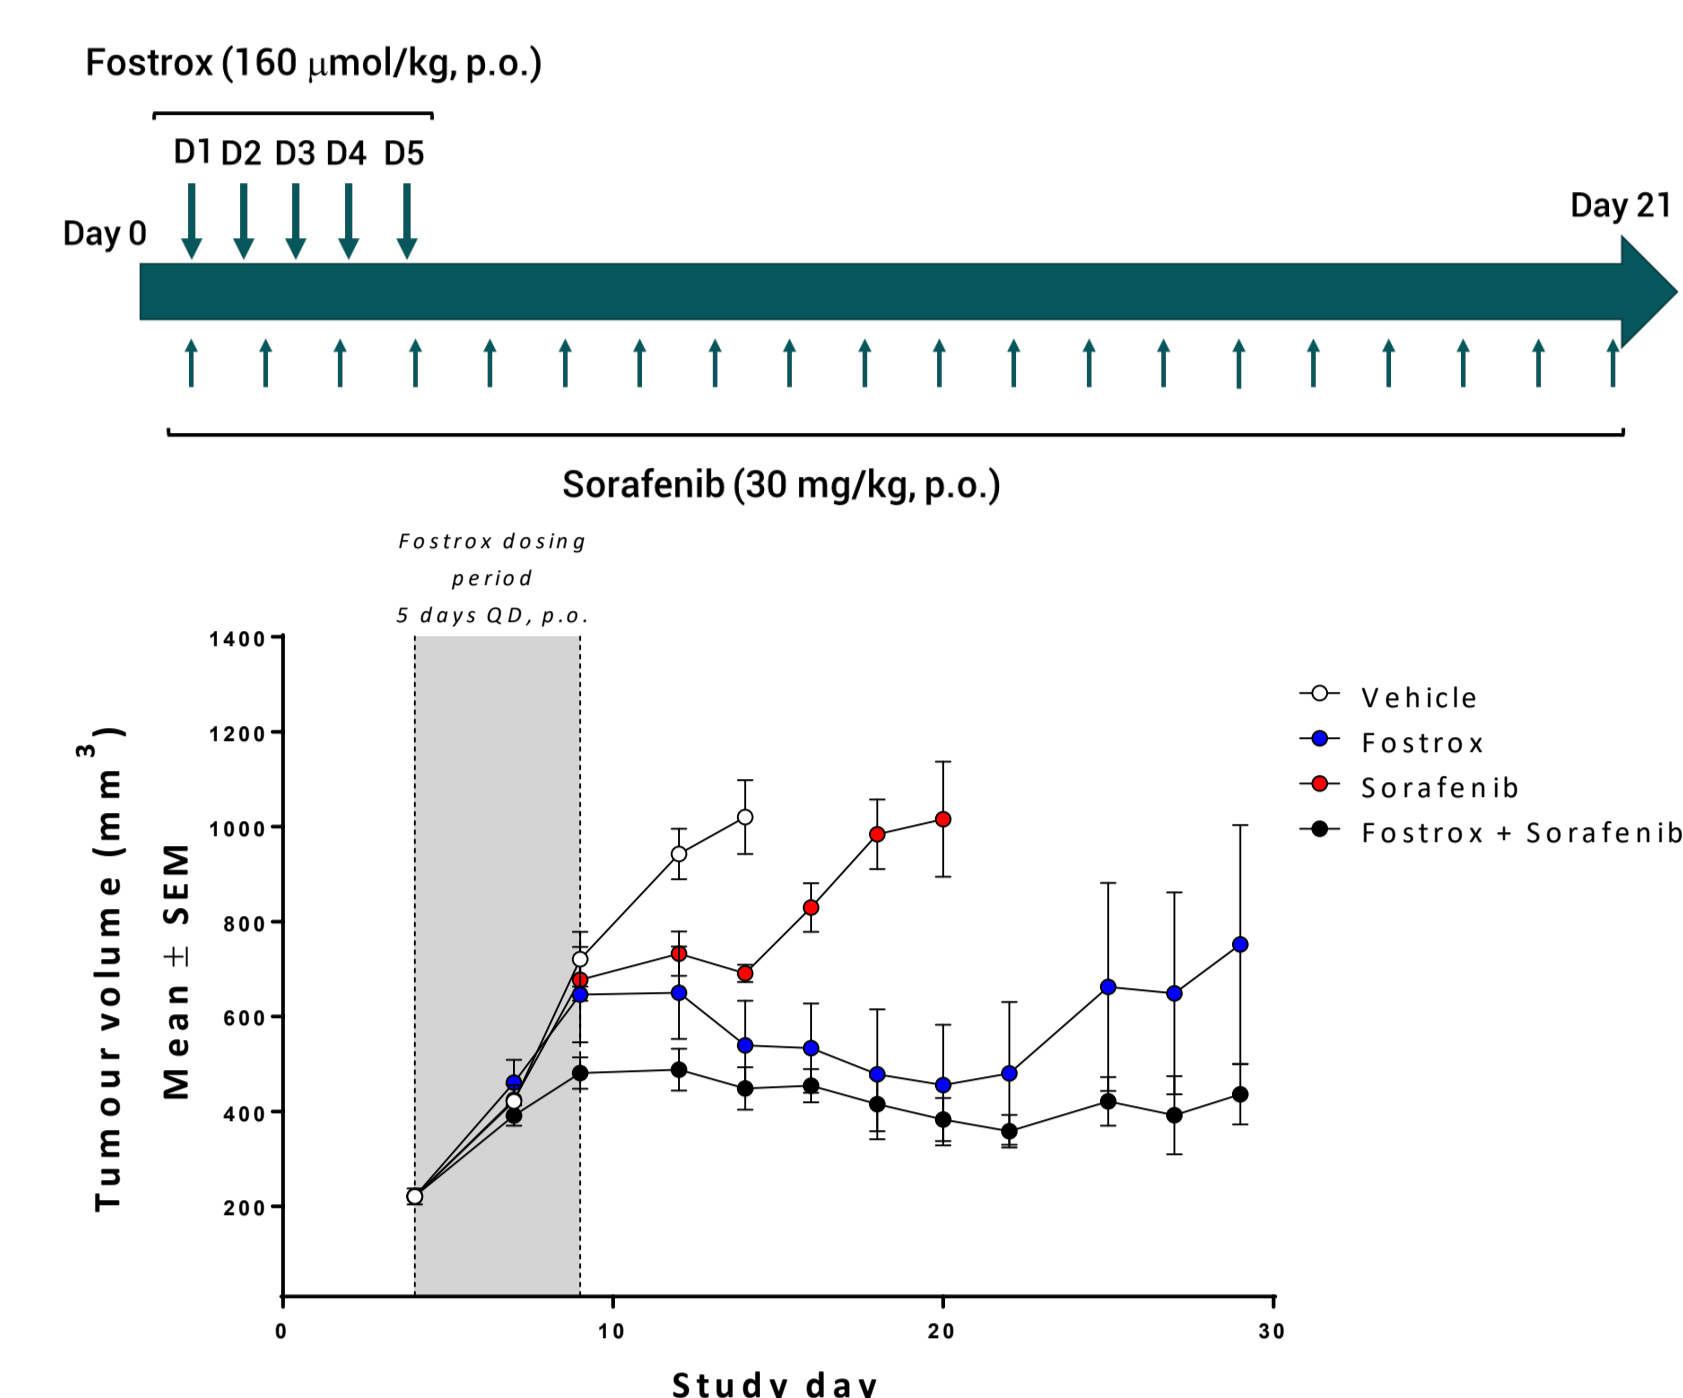 Fostrox (160 μmol/kg, p.o.)
D1 D2 D3 D4 D5
Day 0
Day 21
Sorafenib (30 mg/kg, p.o.)
Fostrox dosing
period
5 days QD, p.o.
Tumour volume (mm³)
Mean ± SEM
1400
1200
1000
800
600
400
200
0 10 20 30
Study day
Vehicle
Fostrox
Sorafenib
Fostrox + Sorafenib